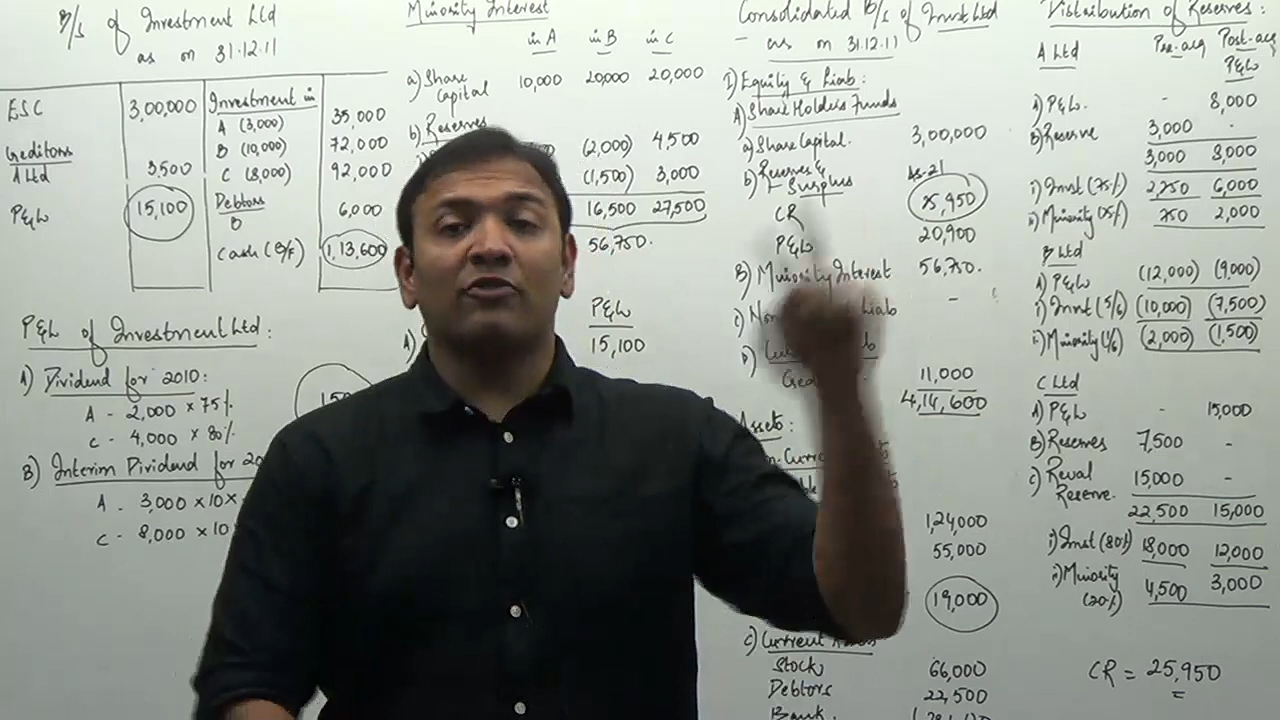 B/S of Investment Ltd
as on 31.12.11
ESC 3,00,000 Investment in
A (3,000) 35,000
B (10,000) 72,000
Creditors
A Ltd 3,500 C (8,000) 92,000
P&L 15,100 Debtors
B 6,000
Cash (B/F) 1,13,600
P&L of Investment Ltd:
A) Dividend for 2010:
A - 2,000 x 75%
C - 4,000 x 80%
B) Interim Dividend for
A - 3,000 x 10 x
C - 8,000 x 10
Minority Interest
in A in B in C
a) Share Capital 10,000 20,000 20,000
b) Reserves
(2,000) 4,500
(1,500) 3,000
16,500 27,500
56,750.
P&L
A) 15,100
Consolidated B/S of Invst Ltd
as on 31.12.11
I) Equity & Liab:
A) Share Holders Funds
a) Share Capital. 3,00,000
b) Reserves & Surplus
CR 25,950
P&L 20,900
B) Minority Interest 56,750.
C) Non Liab -
D)
11,000
4,14,600
Assets:
1,24,000
55,000
19,000
C) Current
Stock 66,000
Debtors 22,500
Bank.
Distribution of Reserves:
A Ltd Pre-acq Post-acq
P&L
A) P&L. - 8,000
B) Reserve 3,000 -
3,000 8,000
i) Invst (75%) 2,250 6,000
ii) Minority (25%) 750 2,000
B Ltd
A) P&L (12,000) (9,000)
i) Invst (5/6) (10,000) (7,500)
ii) Minority (1/6) (2,000) (1,500)
C Ltd
A) P&L - 15,000
B) Reserves 7,500 -
C) Reval Reserve. 15,000 -
22,500 15,000
i) Invst (80%) 18,000 12,000
ii) Minority (20%) 4,500 3,000
CR = 25,950